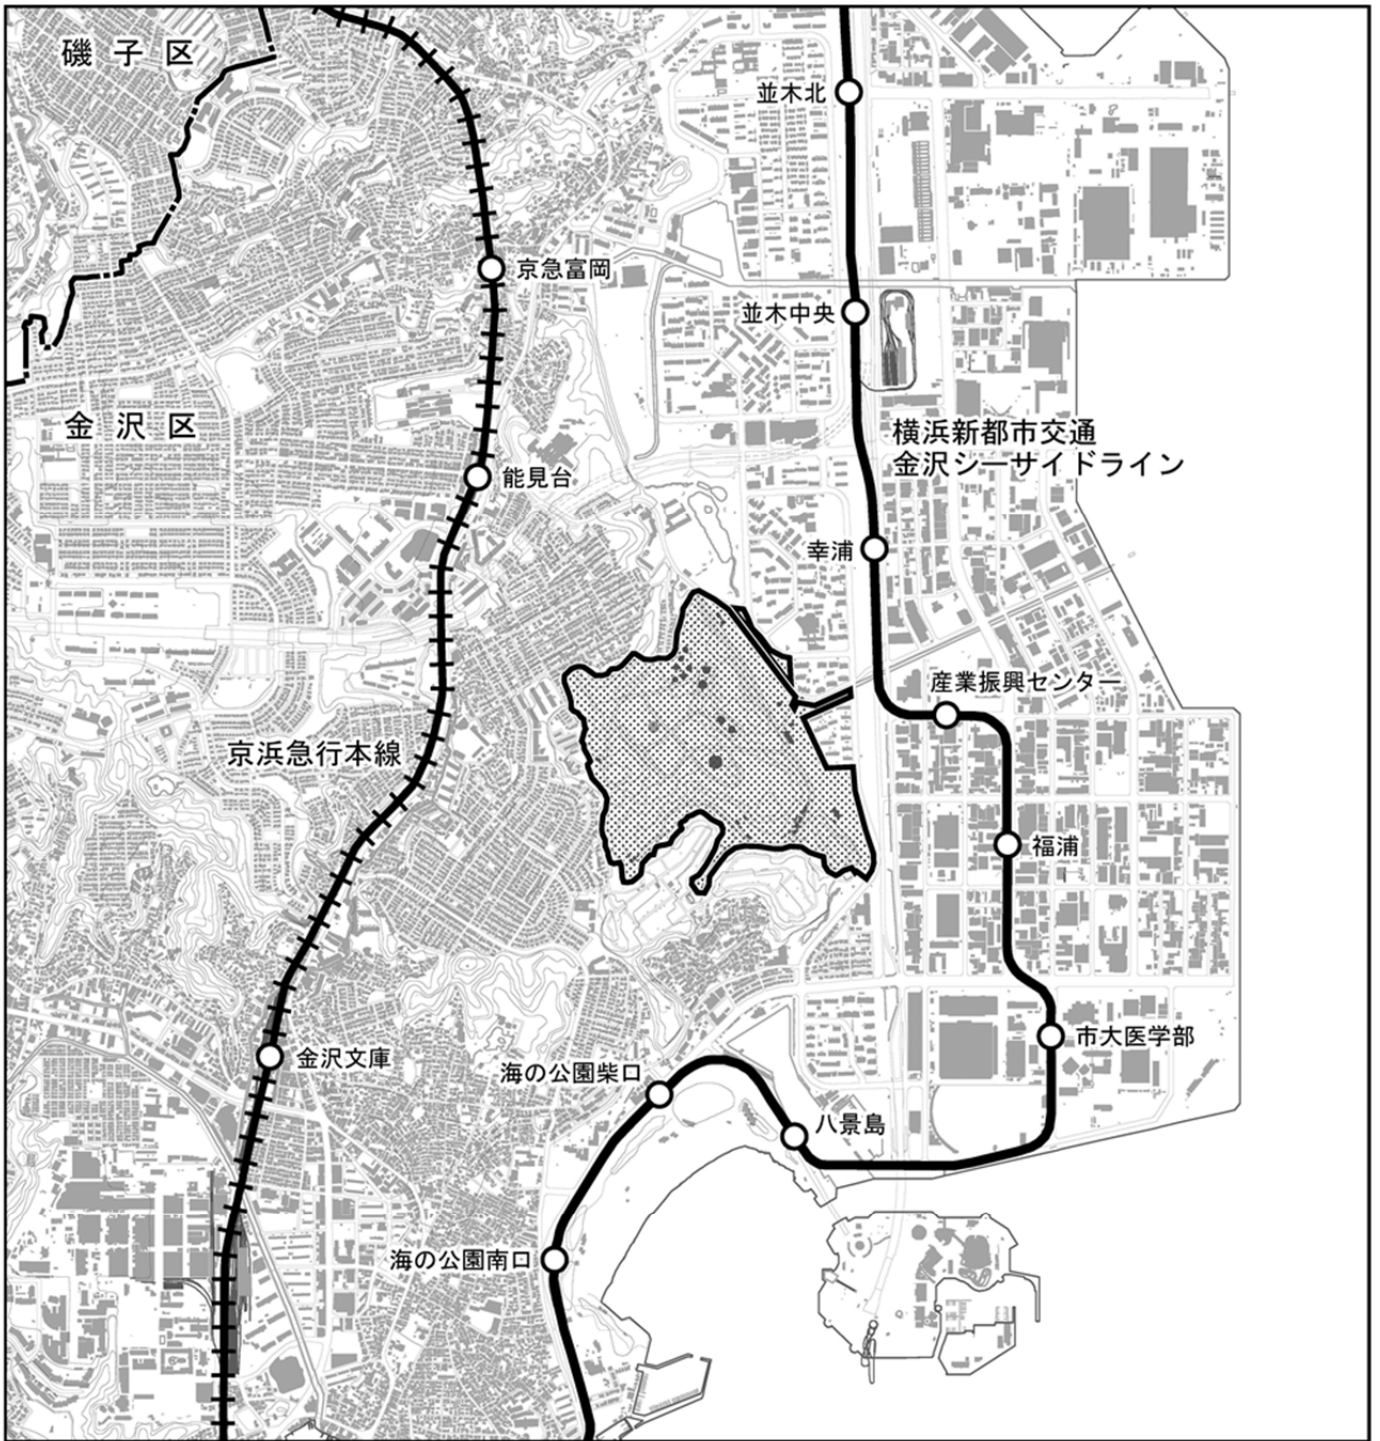 磯子区
並木北
京急富岡
並木中央
金沢区
横浜新都市交通
金沢シーサイドライン
能見台
幸浦
産業振興センター
京浜急行本線
福浦
市大医学部
金沢文庫
海の公園柴口
八景島
海の公園南口